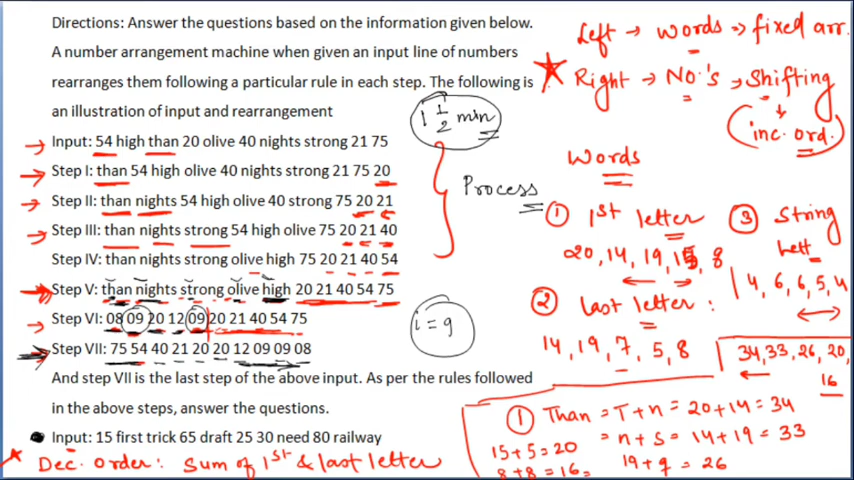 Directions: Answer the questions based on the information given below.
A number arrangement machine when given an input line of numbers
rearranges them following a particular rule in each step. The following is
an illustration of input and rearrangement
Input: 54 high than 20 olive 40 nights strong 21 75
Step I: than 54 high olive 40 nights strong 21 75 20
Step II: than nights 54 high olive 40 strong 75 20 21
Step III: than nights strong 54 high olive 75 20 21 40
Step IV: than nights strong olive high 75 20 21 40 54
Step V: than nights strong olive high 20 21 40 54 75
Step VI: 08 09 20 12 09 20 21 40 54 75
Step VII: 75 54 40 21 20 20 12 09 09 08
And step VII is the last step of the above input. As per the rules followed
in the above steps, answer the questions.
Input: 15 first trick 65 draft 25 30 need 80 railway
Dec. order: Sum of 1st & last letter
1 1/2 min
Process
i = 9
Left → words ⇒ fixed arr.
Right → No.'s ⇒ Shifting
(inc. ord.)
Words
① 1st letter
20, 14, 19, 15, 8
② Last letter:
14, 19, 7, 5, 8
③ String
Lett
4, 6, 6, 5, 4
34, 33, 26, 20,
16
① Than = T+n = 20+14 = 34
= n+s = 14+19 = 33
15+5=20
19+7 = 26
8+8=16